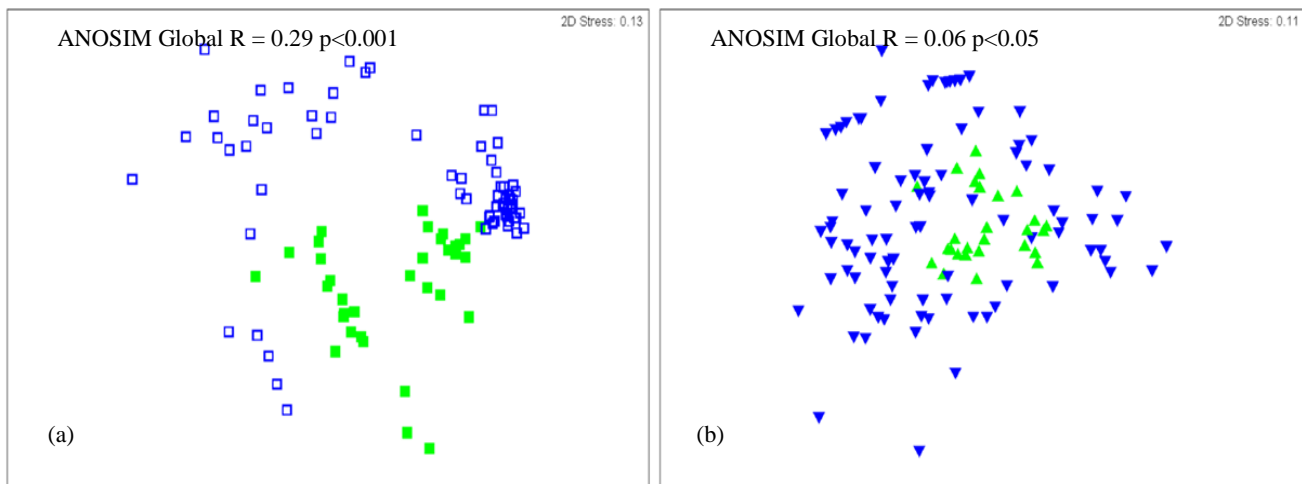 2D Stress: 0.13
ANOSIM Global R = 0.29 p<0.001
(a)
2D Stress: 0.11
ANOSIM Global R = 0.06 p<0.05
(b)